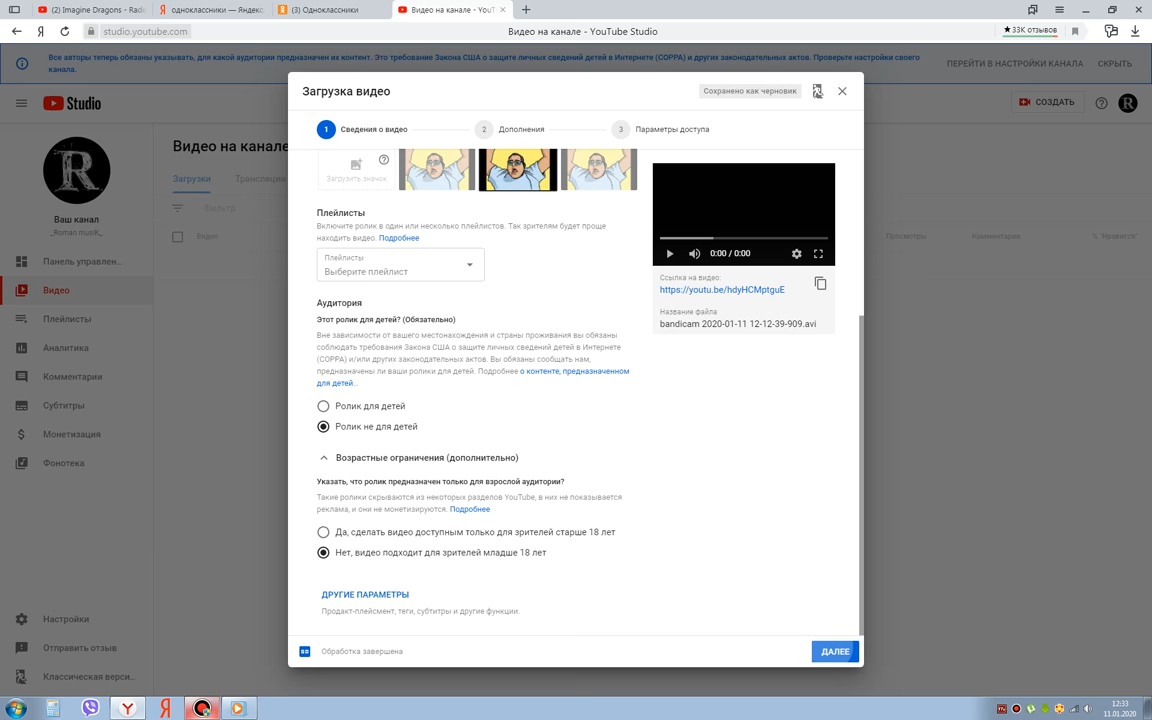 (2) Imagine Dragons - Radi
одноклассники — Яндекс
(3) Одноклассники
Видео на канале - YouT
studio.youtube.com
Видео на канале - YouTube Studio
★33K отзывов
Все авторы теперь обязаны указывать, для какой аудитории предназначен их контент. Это требование Закона США о защите личных сведений детей в Интернете (COPPA) и других законодательных актов. Проверьте настройки своего
канала.
ПЕРЕЙТИ В НАСТРОЙКИ КАНАЛА
СКРЫТЬ
Studio
СОЗДАТЬ
Загрузка видео
Сохранено как черновик
1 Сведения о видео
2 Дополнения
3 Параметры доступа
Видео на канале
Загрузки
Трансляции
Фильтр
Видео
Просмотры
Комментарии
% "Нравится"
Ваш канал
_Roman musiK_
Панель управлен...
Видео
Плейлисты
Аналитика
Комментарии
Субтитры
Монетизация
Фонотека
Настройки
Отправить отзыв
Классическая верси...
Загрузить значок
Плейлисты
Включите ролик в один или несколько плейлистов. Так зрителям будет проще
находить видео. Подробнее
Плейлисты
Выберите плейлист
Аудитория
Этот ролик для детей? (Обязательно)
Вне зависимости от вашего местонахождения и страны проживания вы обязаны
соблюдать требования Закона США о защите личных сведений детей в Интернете
(COPPA) и/или других законодательных актов. Вы обязаны сообщать нам,
предназначены ли ваши ролики для детей. Подробнее о контенте, предназначенном
для детей…
Ролик для детей
Ролик не для детей
Возрастные ограничения (дополнительно)
Указать, что ролик предназначен только для взрослой аудитории?
Такие ролики скрываются из некоторых разделов YouTube, в них не показывается
реклама, и они не монетизируются. Подробнее
Да, сделать видео доступным только для зрителей старше 18 лет
Нет, видео подходит для зрителей младше 18 лет
ДРУГИЕ ПАРАМЕТРЫ
Продакт-плейсмент, теги, субтитры и другие функции.
0:00 / 0:00
Ссылка на видео:
https://youtu.be/hdyHCMptguE
Название файла
bandicam 2020-01-11 12-12-39-909.avi
Обработка завершена
ДАЛЕЕ
12:33
11.01.2020